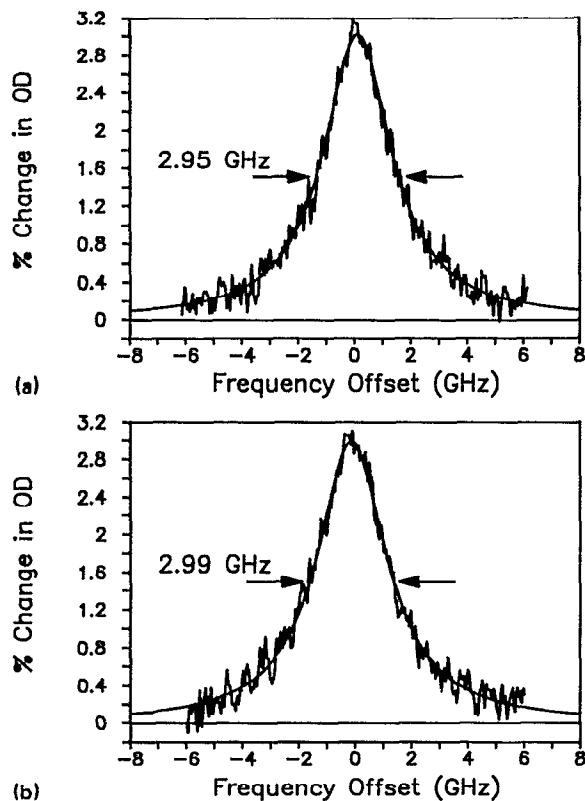 3.2
2.8
2.4
2
1.6
1.2
0.8
0.4
0
% Change in OD
2.95 GHz
-8 -6 -4 -2 0 2 4 6 8
Frequency Offset (GHz)
(a)
3.2
2.8
2.4
2
1.6
1.2
0.8
0.4
0
% Change in OD
2.99 GHz
-8 -6 -4 -2 0 2 4 6 8
Frequency Offset (GHz)
(b)